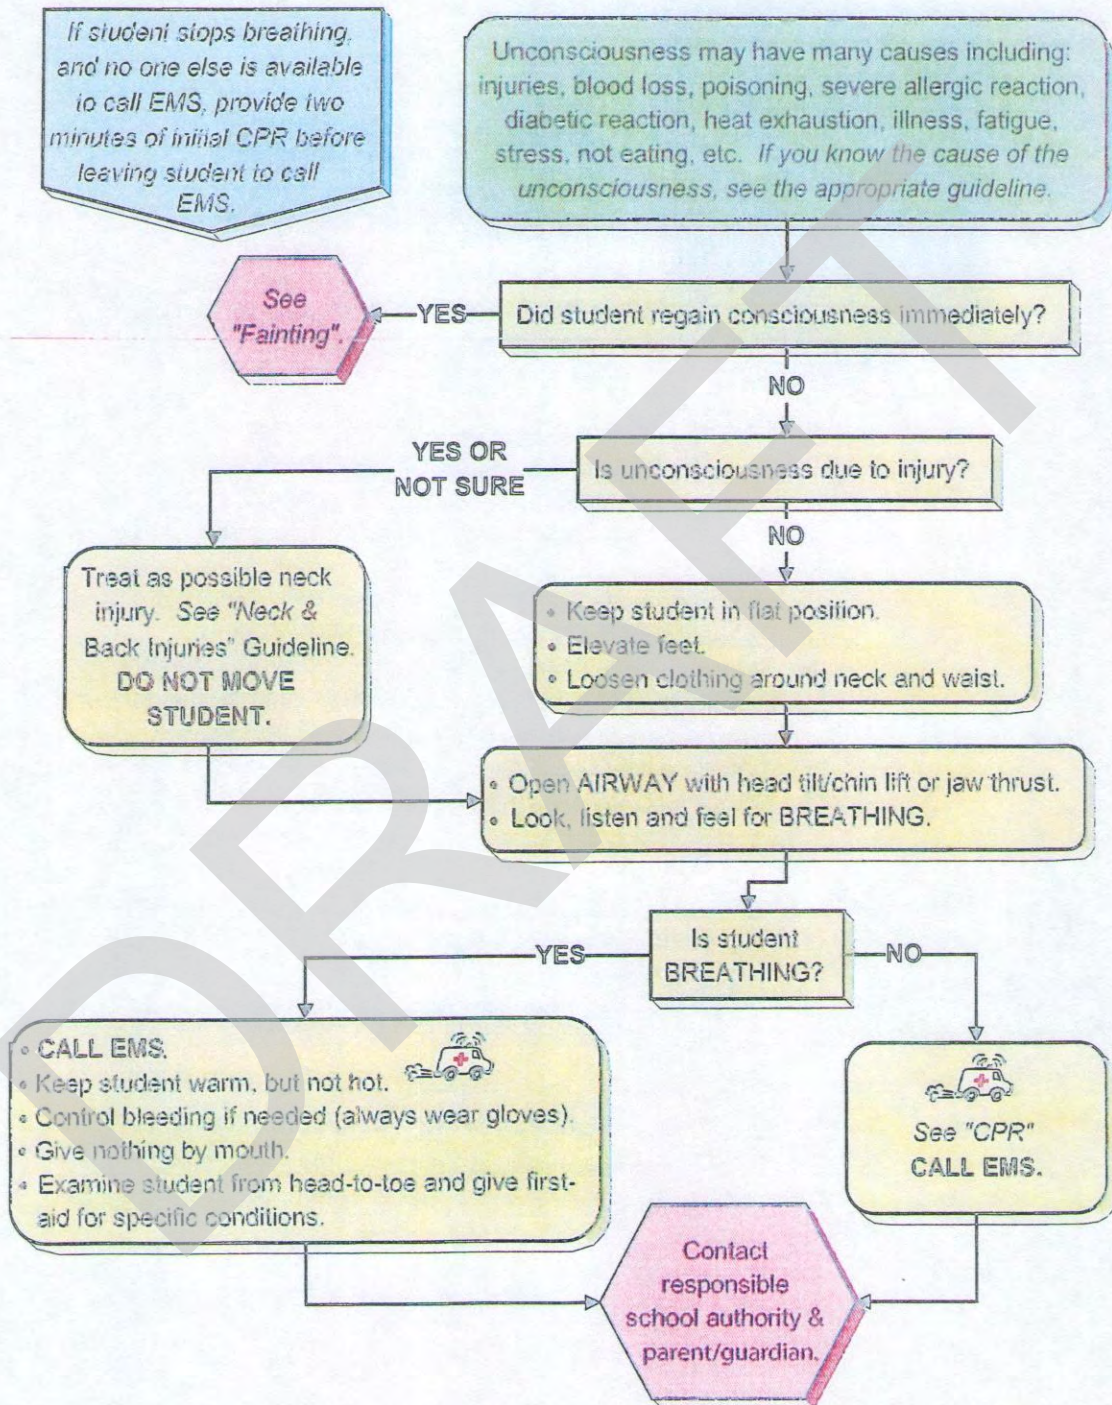 If student stops breathing,
and no one else is available
to call EMS, provide two
minutes of initial CPR before
leaving student to call
EMS.
Unconsciousness may have many causes including:
injuries, blood loss, poisoning, severe allergic reaction,
diabetic reaction, heat exhaustion, illness, fatigue,
stress, not eating, etc. If you know the cause of the
unconsciousness, see the appropriate guideline.
Did student regain consciousness immediately?
YES
See
"Fainting".
NO
Is unconsciousness due to injury?
YES OR
NOT SURE
NO
Treat as possible neck
injury. See "Neck &
Back Injuries" Guideline.
DO NOT MOVE
STUDENT.
• Keep student in flat position.
• Elevate feet.
• Loosen clothing around neck and waist.
• Open AIRWAY with head tilt/chin lift or jaw thrust.
• Look, listen and feel for BREATHING.
Is student
BREATHING?
YES
NO
• CALL EMS.
• Keep student warm, but not hot.
• Control bleeding if needed (always wear gloves).
• Give nothing by mouth.
• Examine student from head-to-toe and give first-
aid for specific conditions.
See "CPR"
CALL EMS.
Contact
responsible
school authority &
parent/guardian.
DRAFT